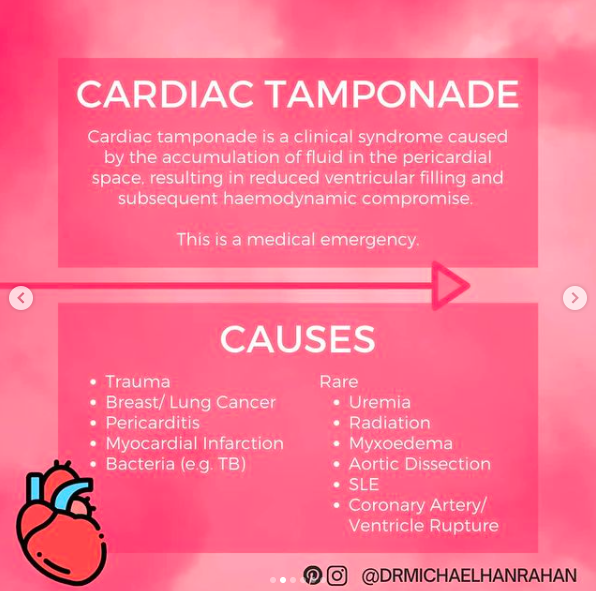 CARDIAC TAMPONADE
Cardiac tamponade is a clinical syndrome caused
by the accumulation of fluid in the pericardial
space, resulting in reduced ventricular filling and
subsequent haemodynamic compromise.
This is a medical emergency.
CAUSES
• Trauma
• Breast/ Lung Cancer
• Pericarditis
• Myocardial Infarction
• Bacteria (e.g. TB)
Rare
• Uremia
• Radiation
• Myxoedema
• Aortic Dissection
• SLE
• Coronary Artery/
Ventricle Rupture
@DRMICHAELHANRAHAN